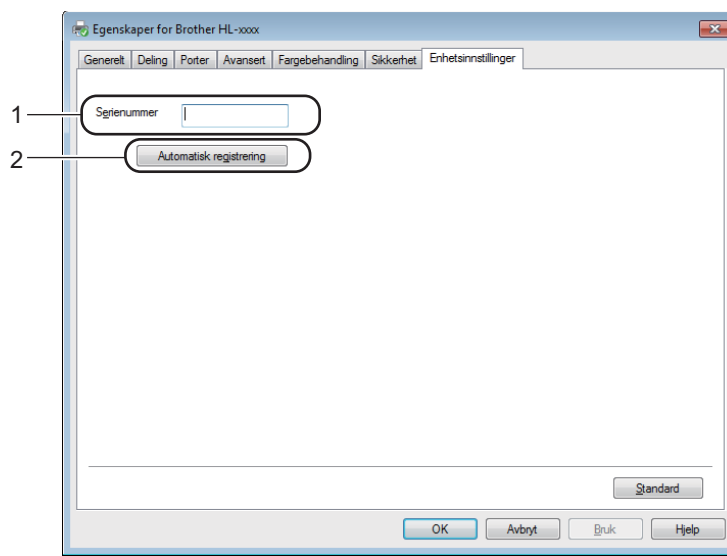 Egenskaper for Brother HL-xxxx
Generelt Deling Porter Avansert Fargebehandling Sikkerhet Enhetsinnstillinger
1 Serienummer
2 Automatisk registrering
Standard
OK Avbryt Bruk Hjelp